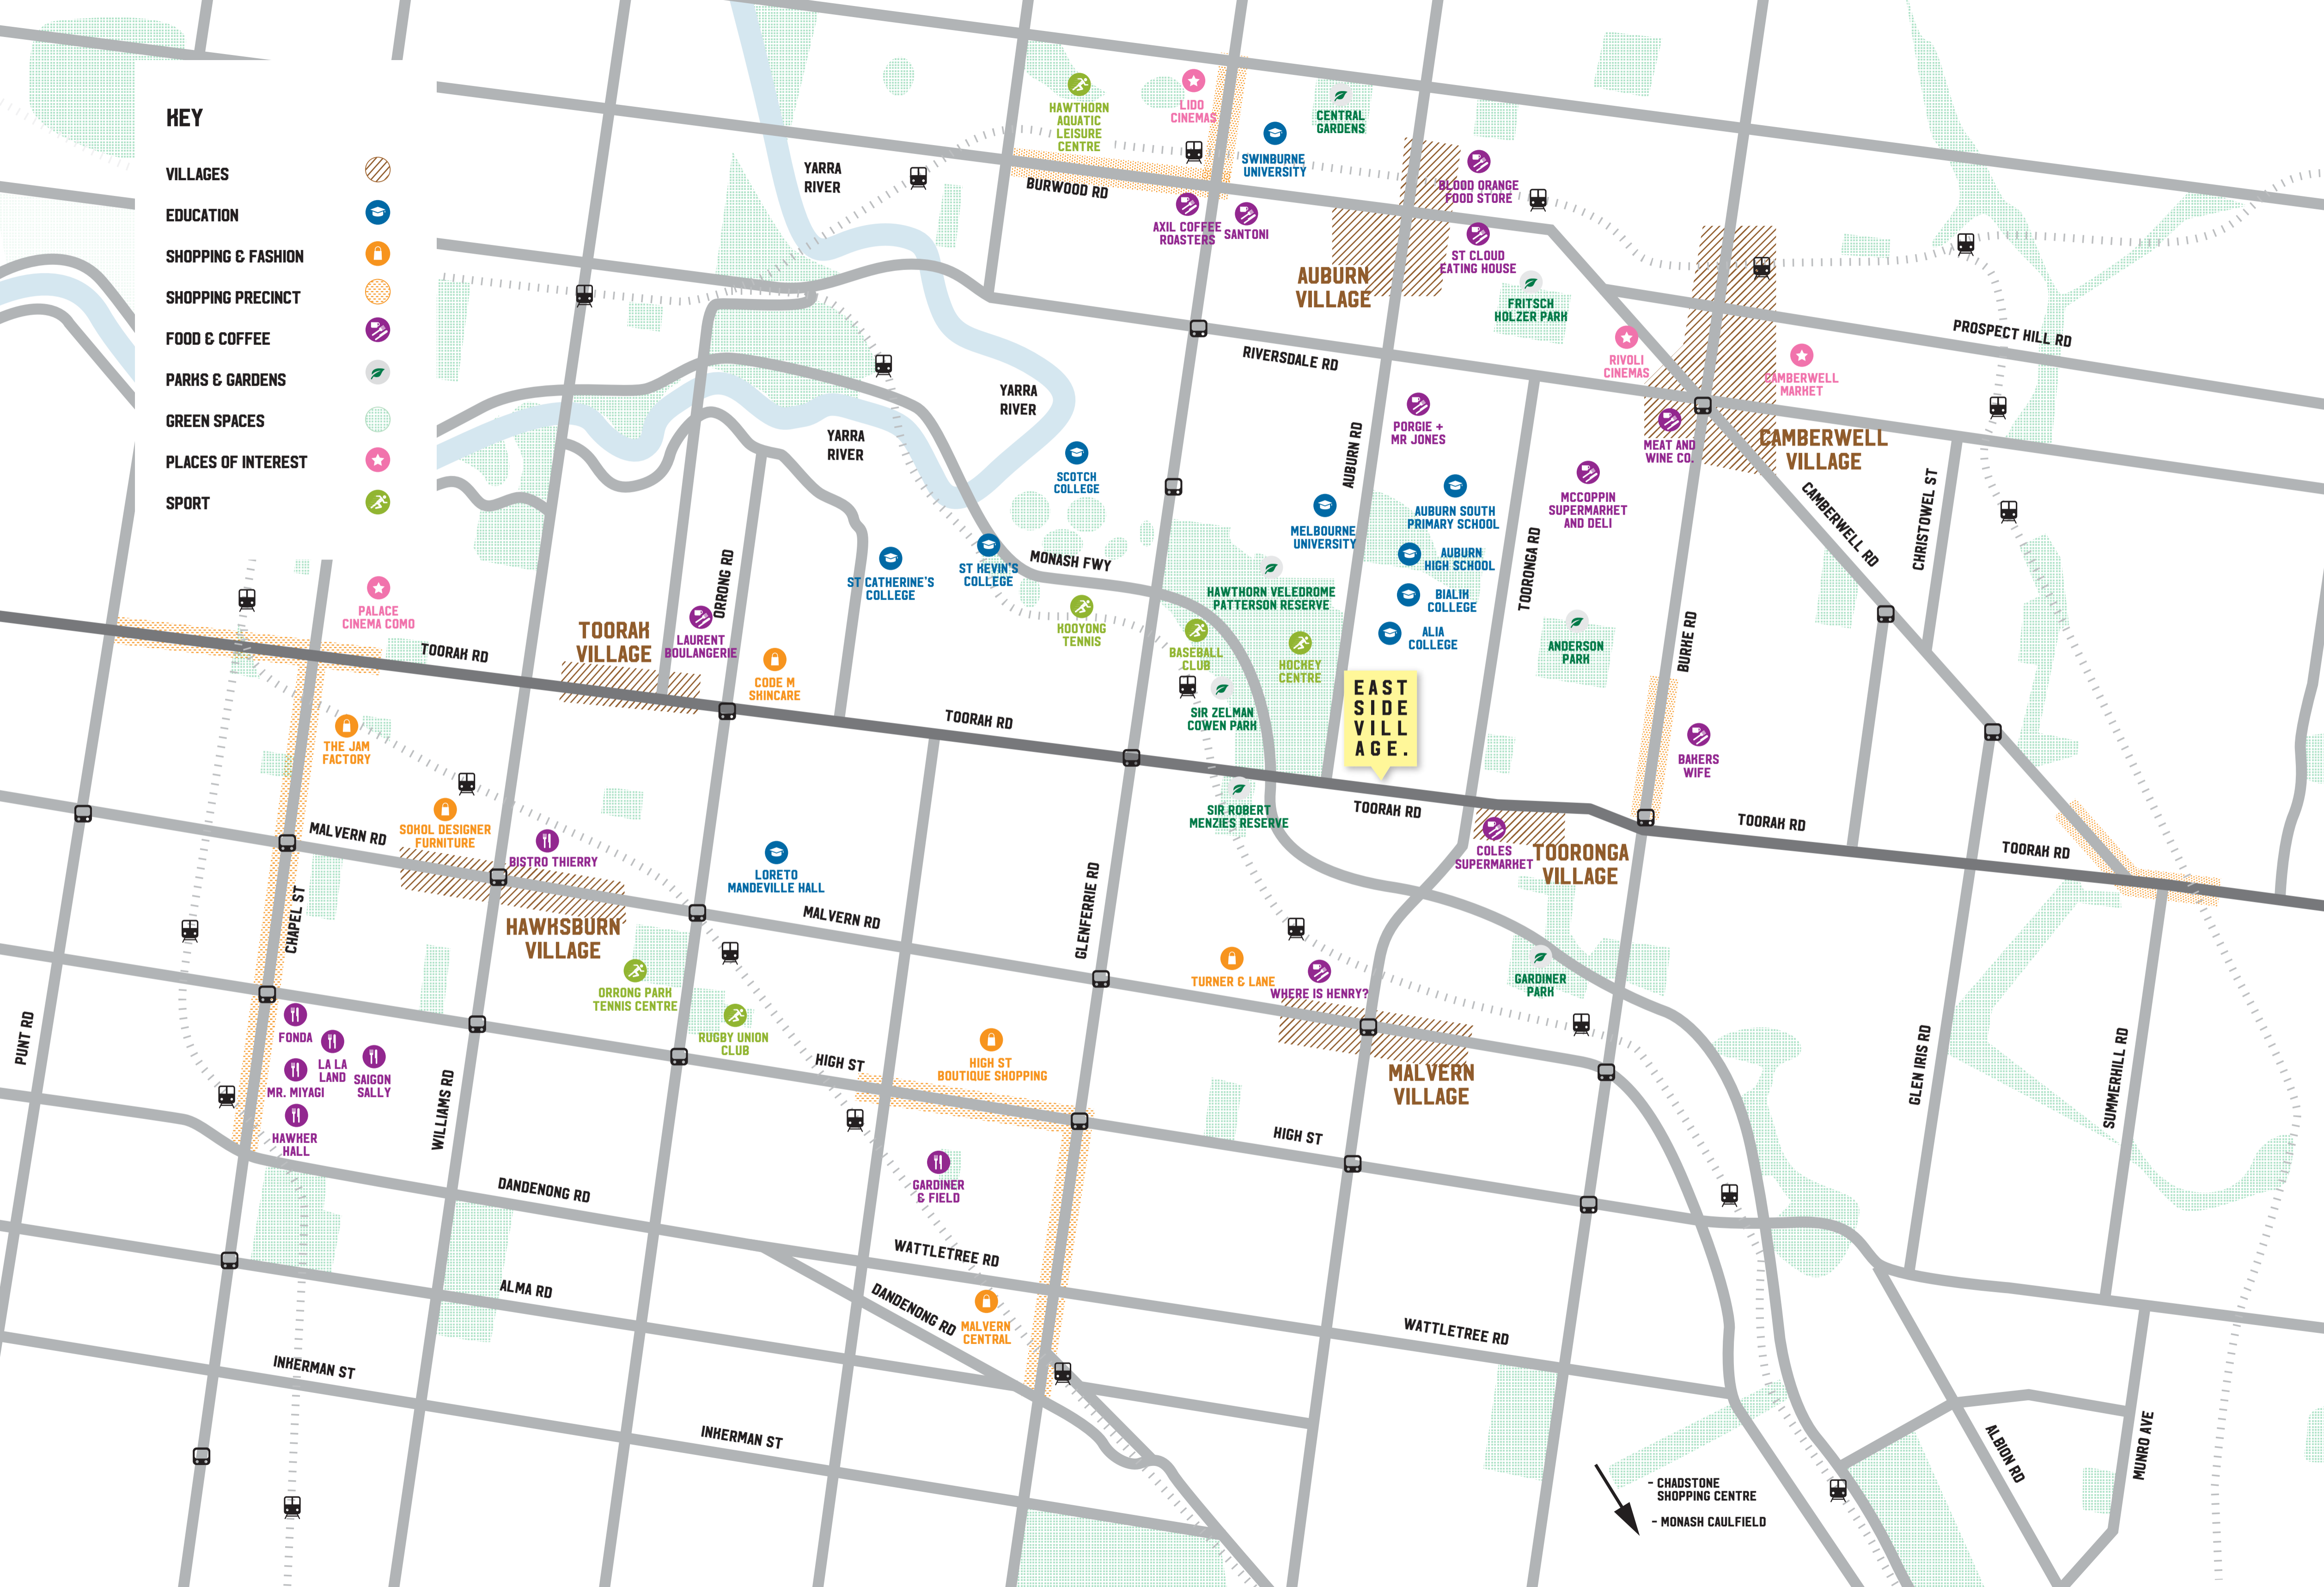 KEY
VILLAGES
EDUCATION
SHOPPING & FASHION
SHOPPING PRECINCT
FOOD & COFFEE
PARKS & GARDENS
GREEN SPACES
PLACES OF INTEREST
SPORT
HAWTHORN
AQUATIC
LEISURE
CENTRE
LIDO
CINEMAS
CENTRAL
GARDENS
SWINBURNE
UNIVERSITY
YARRA
RIVER
BURWOOD RD
BLOOD ORANGE
FOOD STORE
AXIL COFFEE
ROASTERS
SANTONI
ST CLOUD
EATING HOUSE
AUBURN
VILLAGE
FRITSCH
HOLZER PARK
PROSPECT HILL RD
RIVERSDALE RD
RIVOLI
CINEMAS
CAMBERWELL
MARKET
YARRA
RIVER
YARRA
RIVER
AUBURN RD
PORGIE +
MR JONES
MEAT AND
WINE CO.
CAMBERWELL
VILLAGE
SCOTCH
COLLEGE
MCCOPPIN
SUPERMARKET
AND DELI
AUBURN SOUTH
PRIMARY SCHOOL
MELBOURNE
UNIVERSITY
CAMBERWELL RD
CHRISTOWEL ST
AUBURN
HIGH SCHOOL
TOORONGA RD
MONASH FWY
ST CATHERINE'S
COLLEGE
ST KEVIN'S
COLLEGE
ORRONG RD
HAWTHORN VELEDROME
PATTERSON RESERVE
BIALIK
COLLEGE
PALACE
CINEMA COMO
TOORAK
VILLAGE
LAURENT
BOULANGERIE
HOOYONG
TENNIS
BASEBALL
CLUB
HOCKEY
CENTRE
ALIA
COLLEGE
ANDERSON
PARK
BURKE RD
TOORAK RD
CODE M
SKINCARE
EAST
SIDE
VILL
AGE.
TOORAK RD
SIR ZELMAN
COWEN PARK
THE JAM
FACTORY
BAKERS
WIFE
SIR ROBERT
MENZIES RESERVE
TOORAK RD
TOORAK RD
TOORAK RD
MALVERN RD
SOKOL DESIGNER
FURNITURE
BISTRO THIERRY
COLES
SUPERMARKET
TOORONGA
VILLAGE
LORETO
MANDEVILLE HALL
CHAPEL ST
HAWKSBURN
VILLAGE
MALVERN RD
GLENFERRIE RD
ORRONG PARK
TENNIS CENTRE
TURNER & LANE
WHERE IS HENRY?
GARDINER
PARK
PUNT RD
FONDA
LA LA
LAND
SAIGON
SALLY
MR. MIYAGI
RUGBY UNION
CLUB
HIGH ST
HIGH ST
BOUTIQUE SHOPPING
MALVERN
VILLAGE
GLEN IRIS RD
SUMMERHILL RD
WILLIAMS RD
HAWKER
HALL
HIGH ST
GARDINER
& FIELD
DANDENONG RD
WATTLETREE RD
ALMA RD
DANDENONG RD
MALVERN
CENTRAL
WATTLETREE RD
INKERMAN ST
INKERMAN ST
ALBION RD
MUNRO AVE
- CHADSTONE
SHOPPING CENTRE
- MONASH CAULFIELD